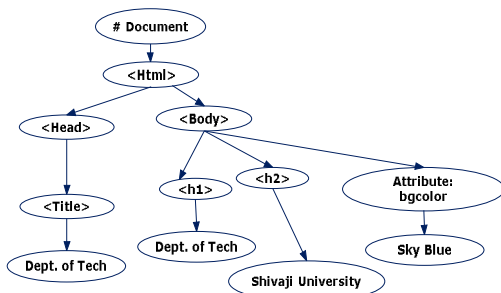 # Document
<Html>
<Head>
<Body>
<h1>
<h2>
Attribute:
bgcolor
<Title>
Dept. of Tech
Sky Blue
Dept. of Tech
Shivaji University